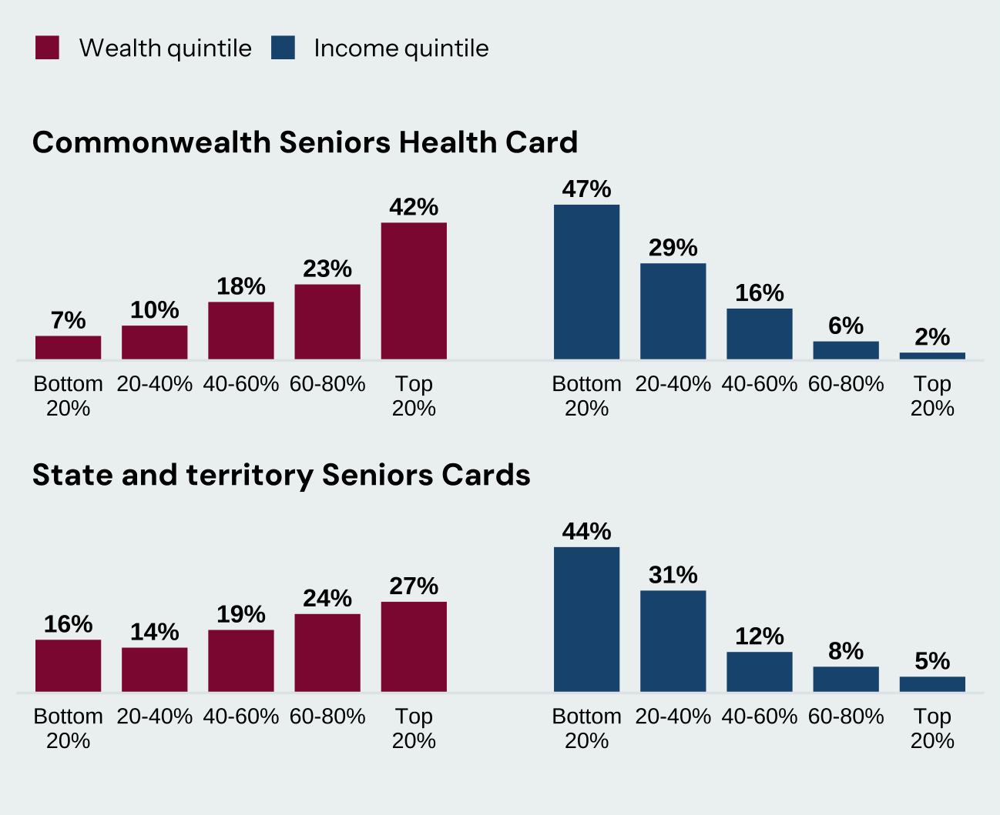 Wealth quintile Income quintile
Commonwealth Seniors Health Card
7% 10% 18% 23% 42% 47% 29% 16% 6% 2%
Bottom 20% 20-40% 40-60% 60-80% Top 20% Bottom 20% 20-40% 40-60% 60-80% Top 20%
State and territory Seniors Cards
16% 14% 19% 24% 27% 44% 31% 12% 8% 5%
Bottom 20% 20-40% 40-60% 60-80% Top 20% Bottom 20% 20-40% 40-60% 60-80% Top 20%